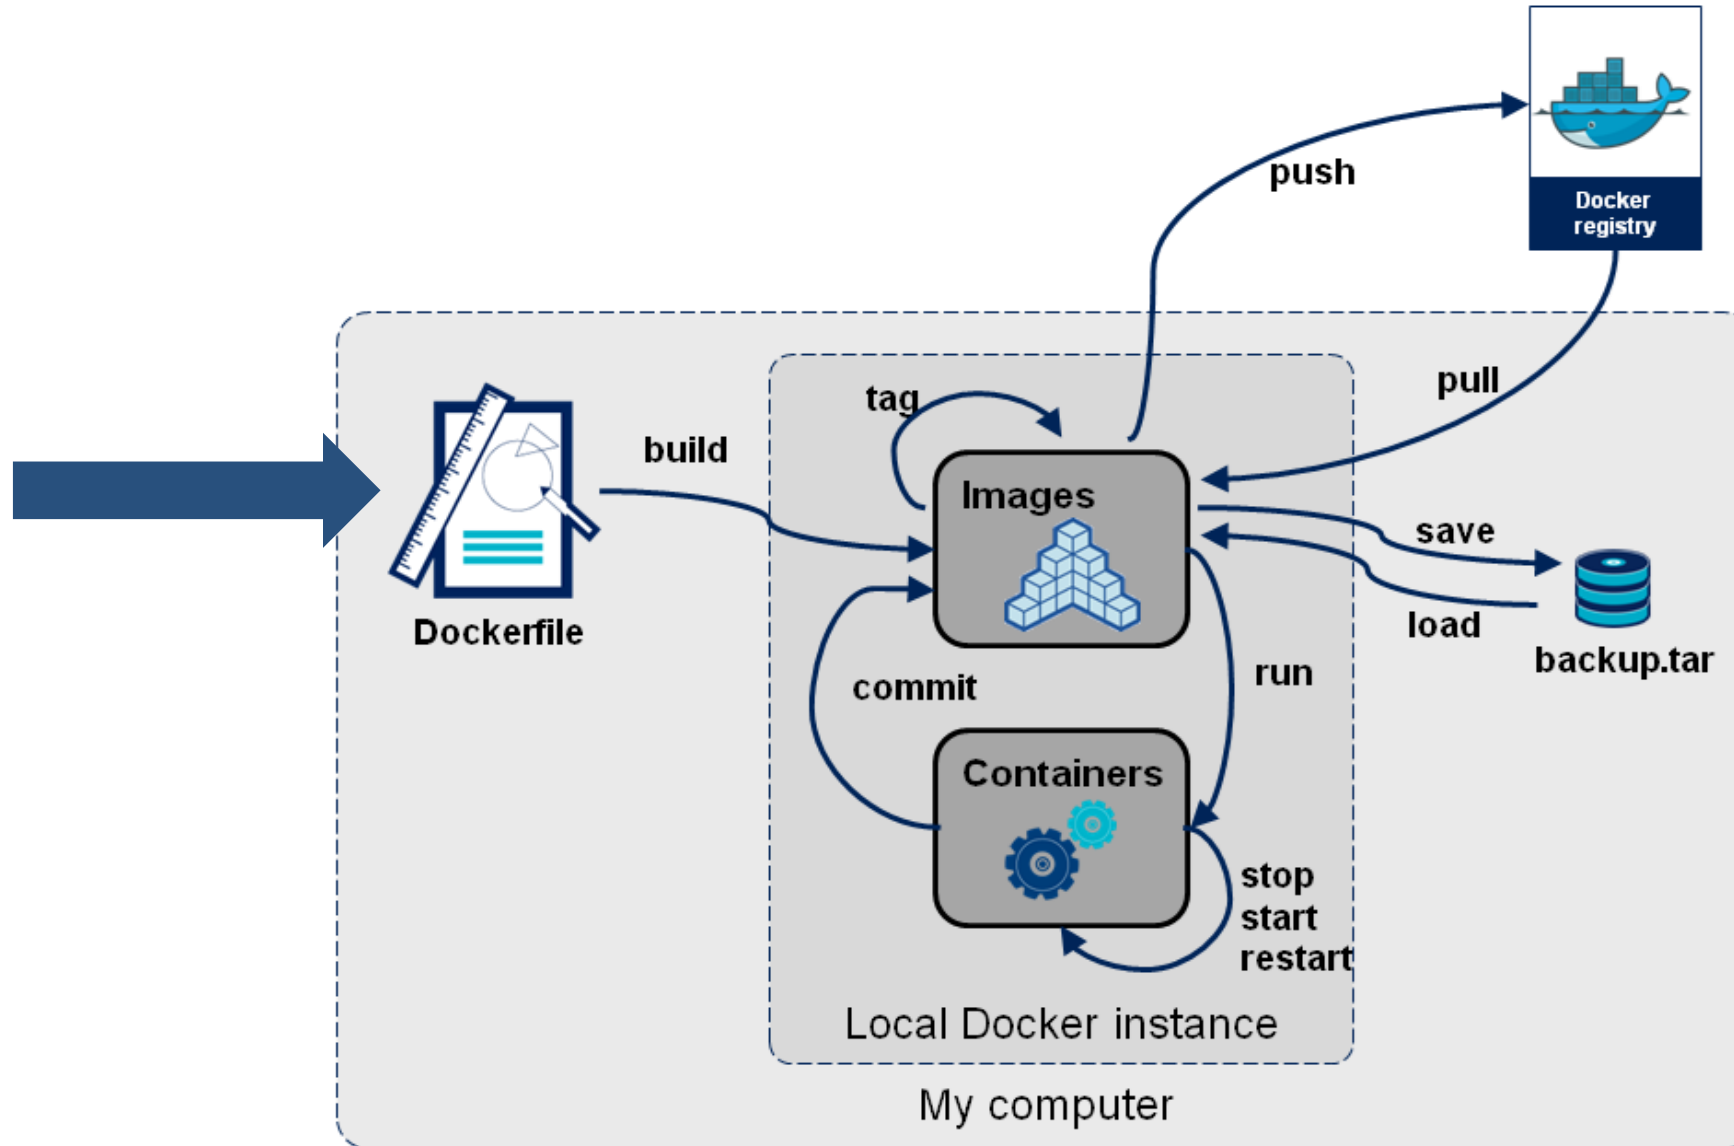 Docker
registry
push
pull
tag
build
Images
save
load
backup.tar
Dockerfile
run
commit
Containers
stop
start
restart
Local Docker instance
My computer